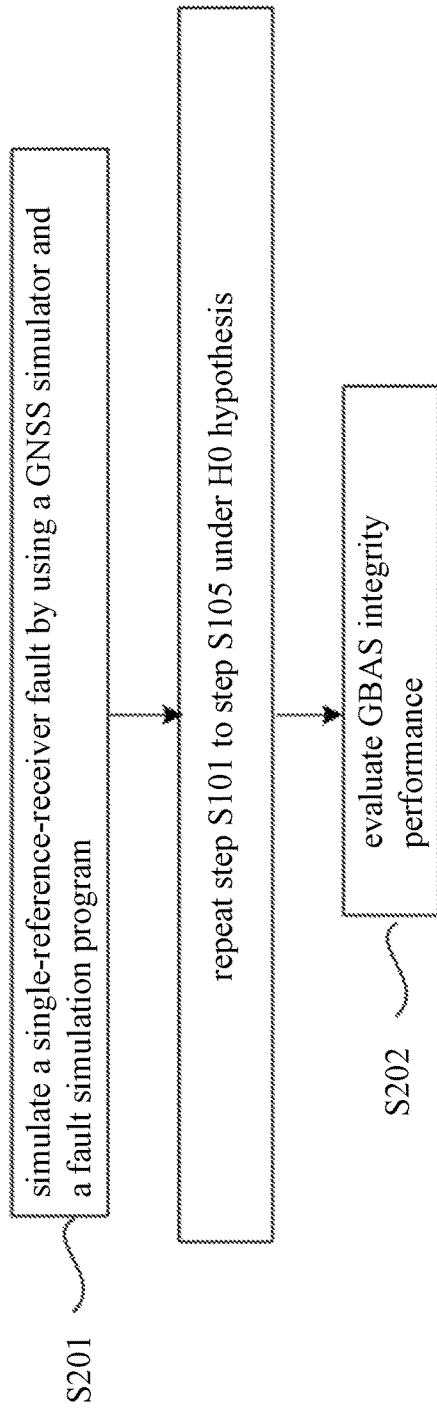 S201
simulate a single-reference-receiver fault by using a GNSS simulator and
a fault simulation program
repeat step S101 to step S105 under H0 hypothesis
S202
evaluate GBAS integrity
performance